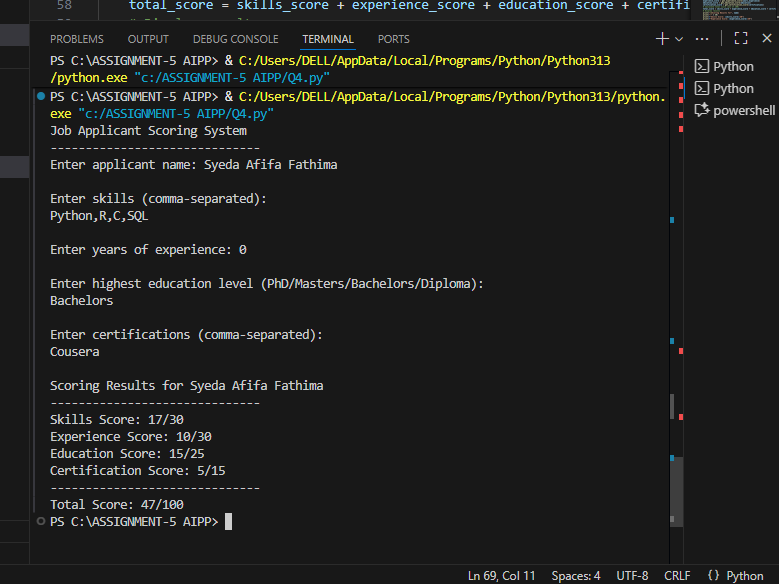 58 total_score = skills_score + experience_score + education_score + certifi
PROBLEMS OUTPUT DEBUG CONSOLE TERMINAL PORTS
PS C:\ASSIGNMENT-5 AIPP> & C:/Users/DELL/AppData/Local/Programs/Python/Python313
/python.exe "c:/ASSIGNMENT-5 AIPP/Q4.py"
PS C:\ASSIGNMENT-5 AIPP> & C:/Users/DELL/AppData/Local/Programs/Python/Python313/python.
exe "c:/ASSIGNMENT-5 AIPP/Q4.py"
Job Applicant Scoring System
------------------------------
Enter applicant name: Syeda Afifa Fathima
Enter skills (comma-separated):
Python,R,C,SQL
Enter years of experience: 0
Enter highest education level (PhD/Masters/Bachelors/Diploma):
Bachelors
Enter certifications (comma-separated):
Cousera
Scoring Results for Syeda Afifa Fathima
------------------------------
Skills Score: 17/30
Experience Score: 10/30
Education Score: 15/25
Certification Score: 5/15
------------------------------
Total Score: 47/100
PS C:\ASSIGNMENT-5 AIPP>
Python
Python
powershell
Ln 69, Col 11 Spaces: 4 UTF-8 CRLF {} Python